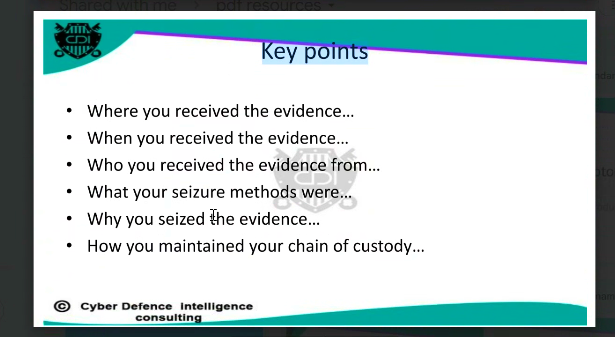 Shared with me > pdf resources
CDI
Key points
• Where you received the evidence...
• When you received the evidence...
• Who you received the evidence from...
• What your seizure methods were...
• Why you seized the evidence...
• How you maintained your chain of custody...
© Cyber Defence Intelligence
consulting